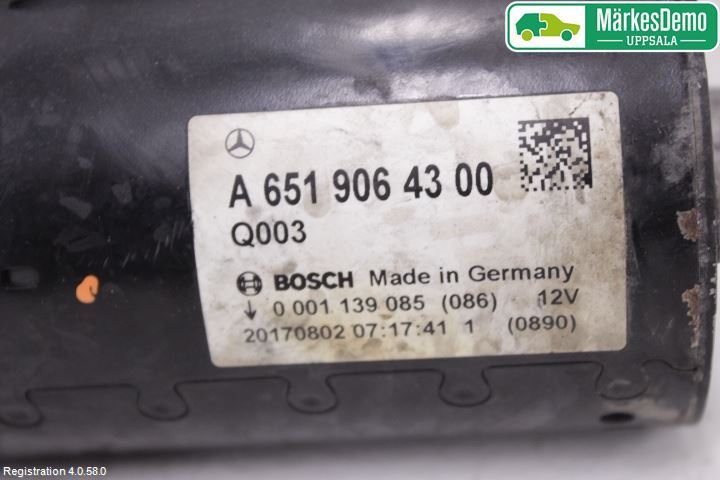 MärkesDemo
UPPSALA
A 651 906 43 00
Q003
BOSCH Made in Germany
0 001 139 085 (086) 12V
20170802 07:17:41 1 (0890)
Registration 4.0.58.0